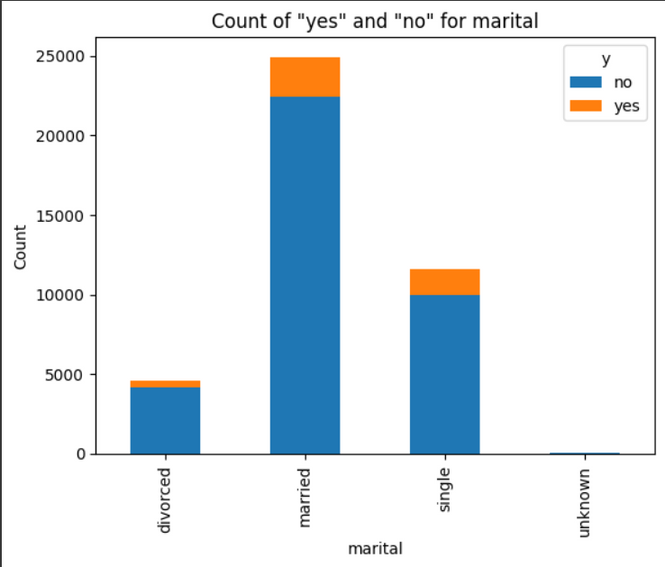 Count of "yes" and "no" for marital
y
no
yes
25000
20000
15000
10000
5000
0
Count
divorced
married
single
unknown
marital